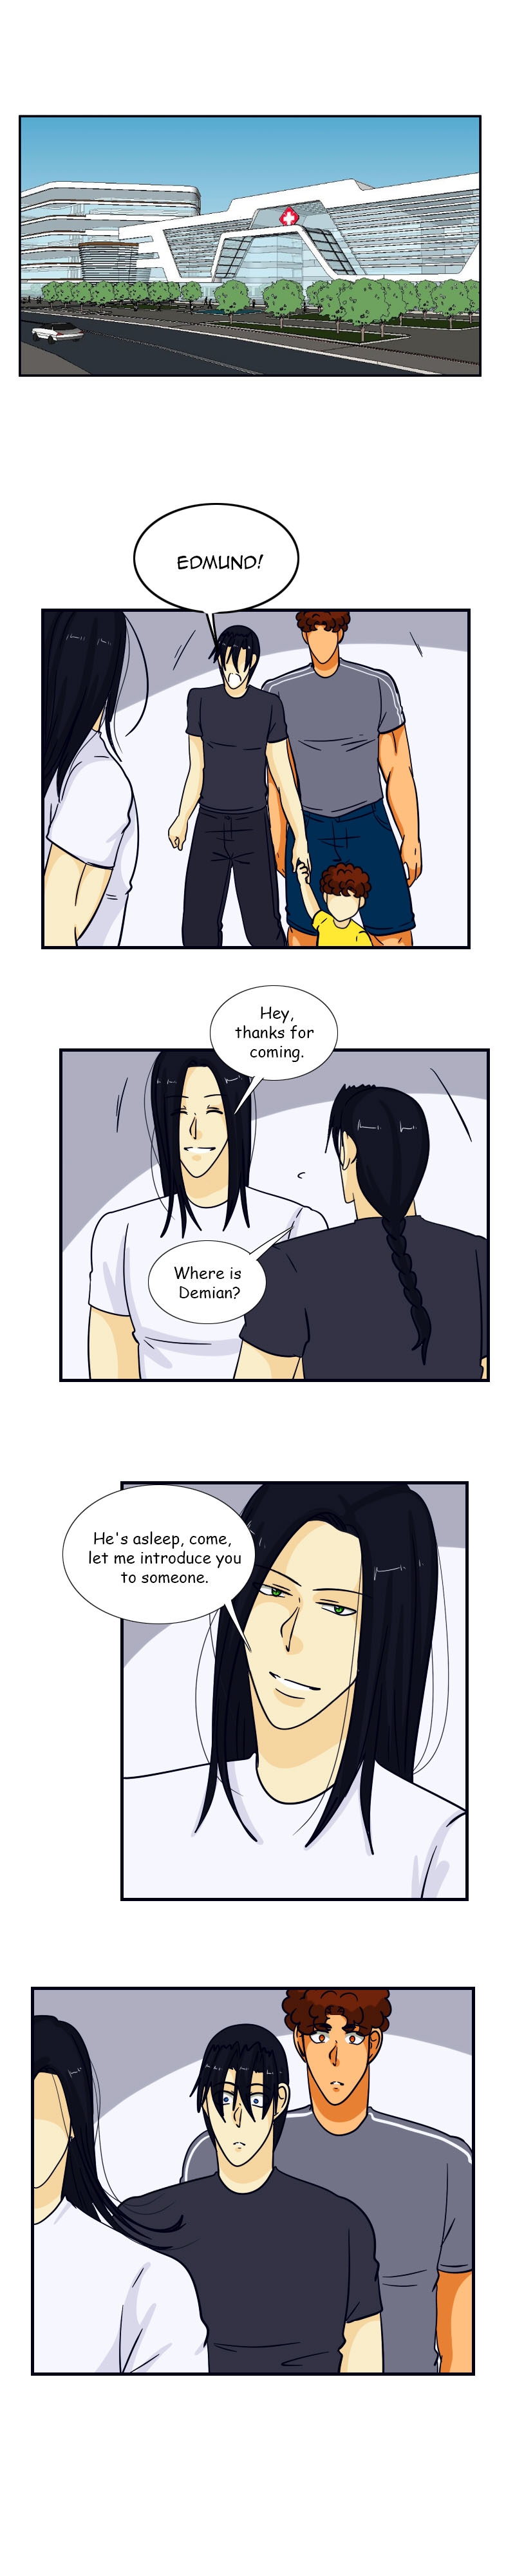 EDMUND!
Hey,
thanks for
coming.
Where is
Demian?
He's asleep, come,
let me introduce you
to someone.